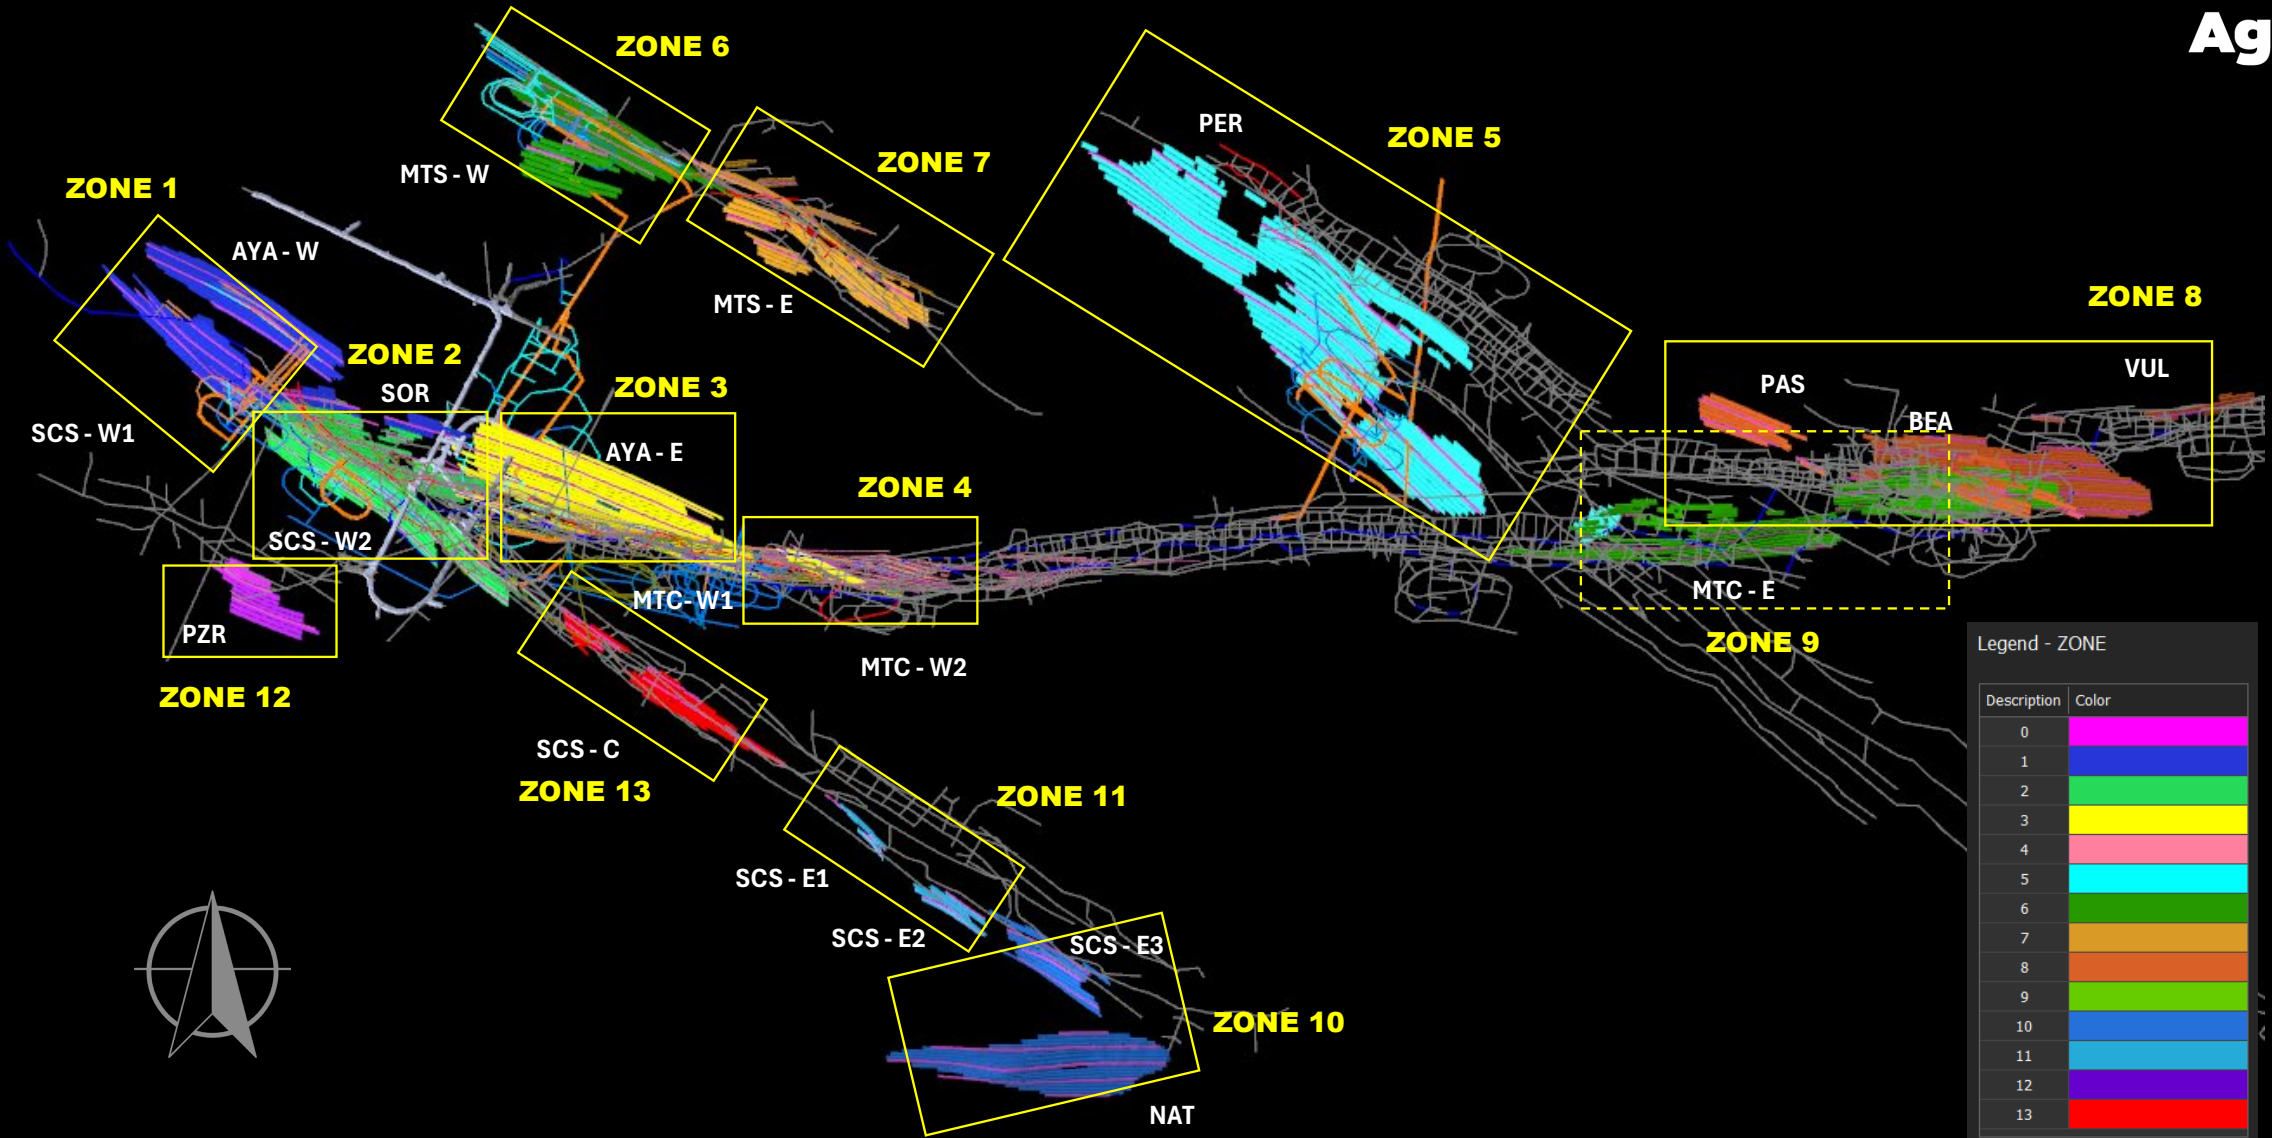 Ag
ZONE 6
PER
ZONE 5
MTS - W
ZONE 7
ZONE 1
AYA - W
MTS - E
ZONE 8
ZONE 2
SOR
ZONE 3
PAS
VUL
BEA
SCS - W1
AYA - E
ZONE 4
SCS - W2
MTC- W1
MTC - E
PZR
MTC - W2
ZONE 9
ZONE 12
SCS - C
ZONE 13
ZONE 11
SCS - E1
SCS - E2
SCS - E3
ZONE 10
NAT
Legend - ZONE
Description Color
0
1
2
3
4
5
6
7
8
9
10
11
12
13